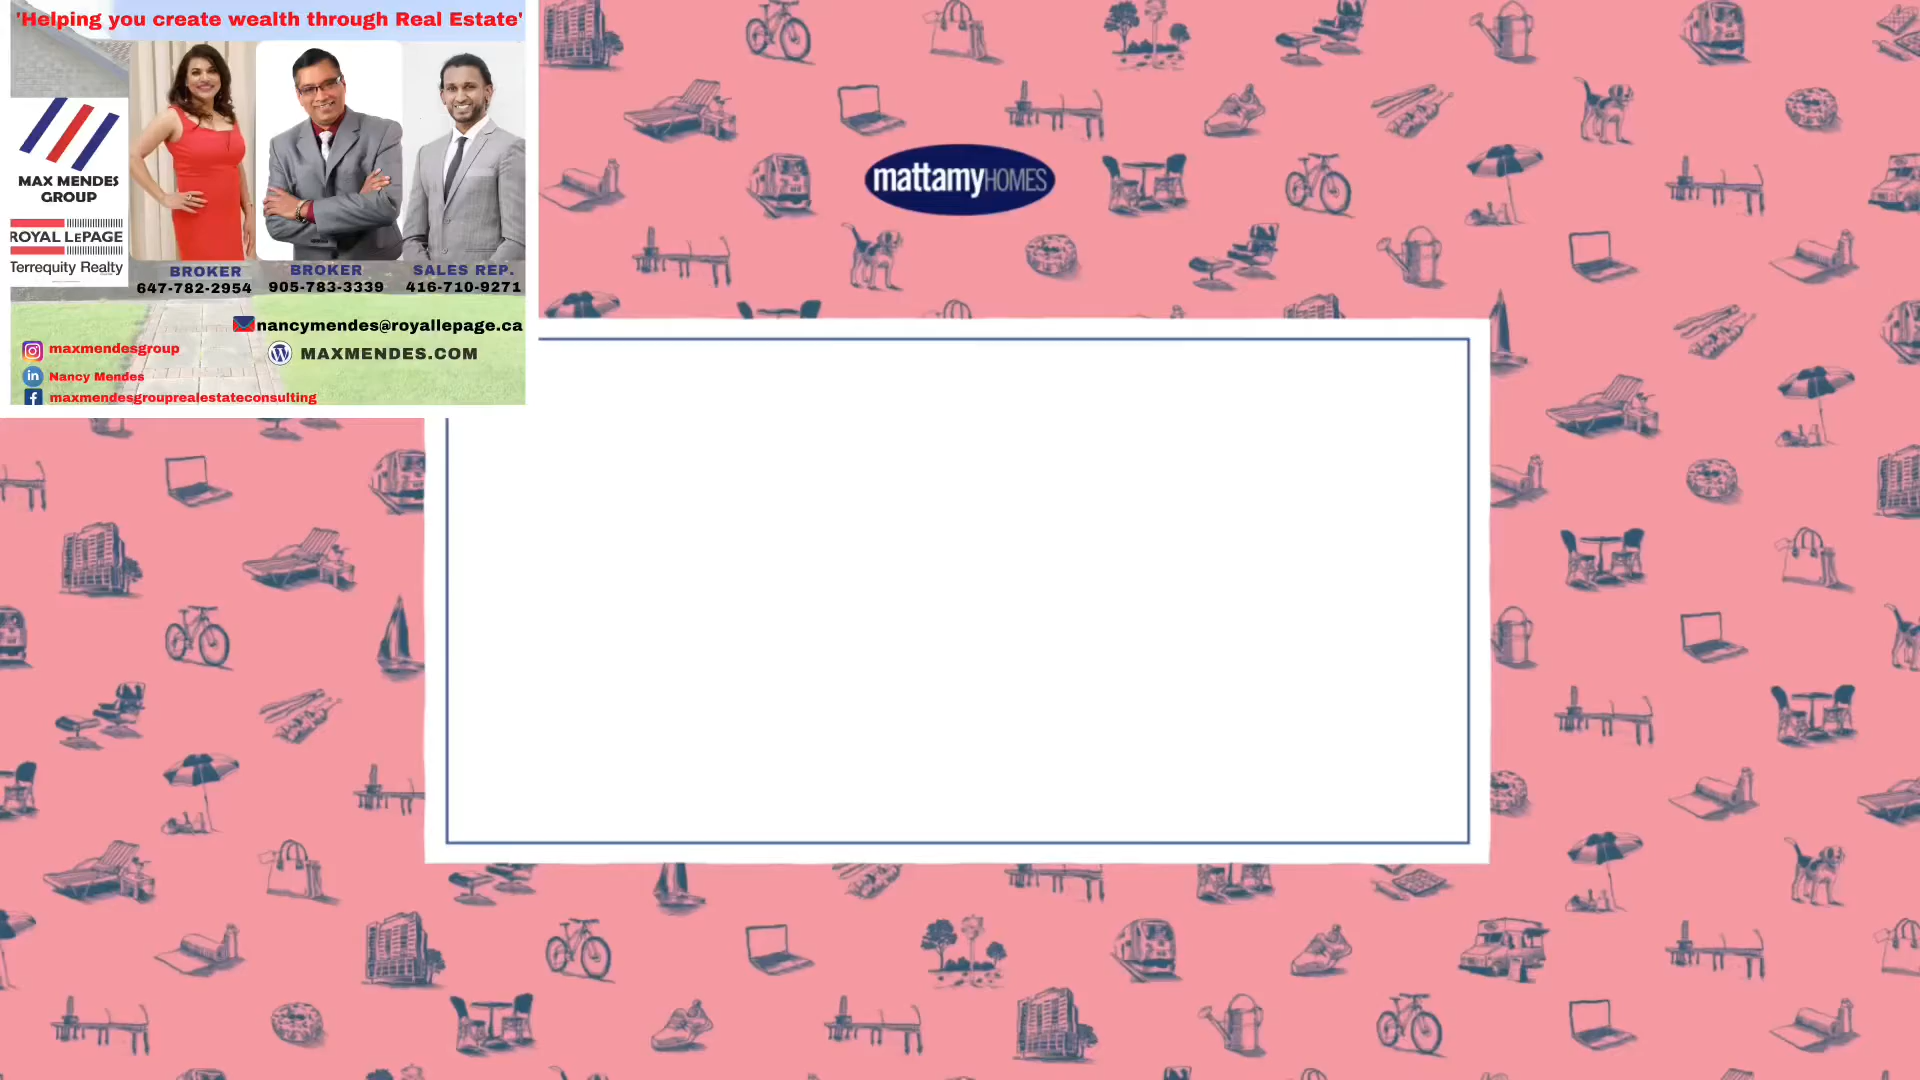 'Helping you create wealth through Real Estate'
MAX MENDES
GROUP
ROYAL LEPAGE
Terrequity Realty
BROKER
647-782-2954
BROKER
905-783-3339
SALES REP.
416-710-9271
nancymendes@royallepage.ca
MAXMENDES.COM
maxmendesgroup
Nancy Mendes
maxmendesgrouprealestateconsulting
mattamyHOMES